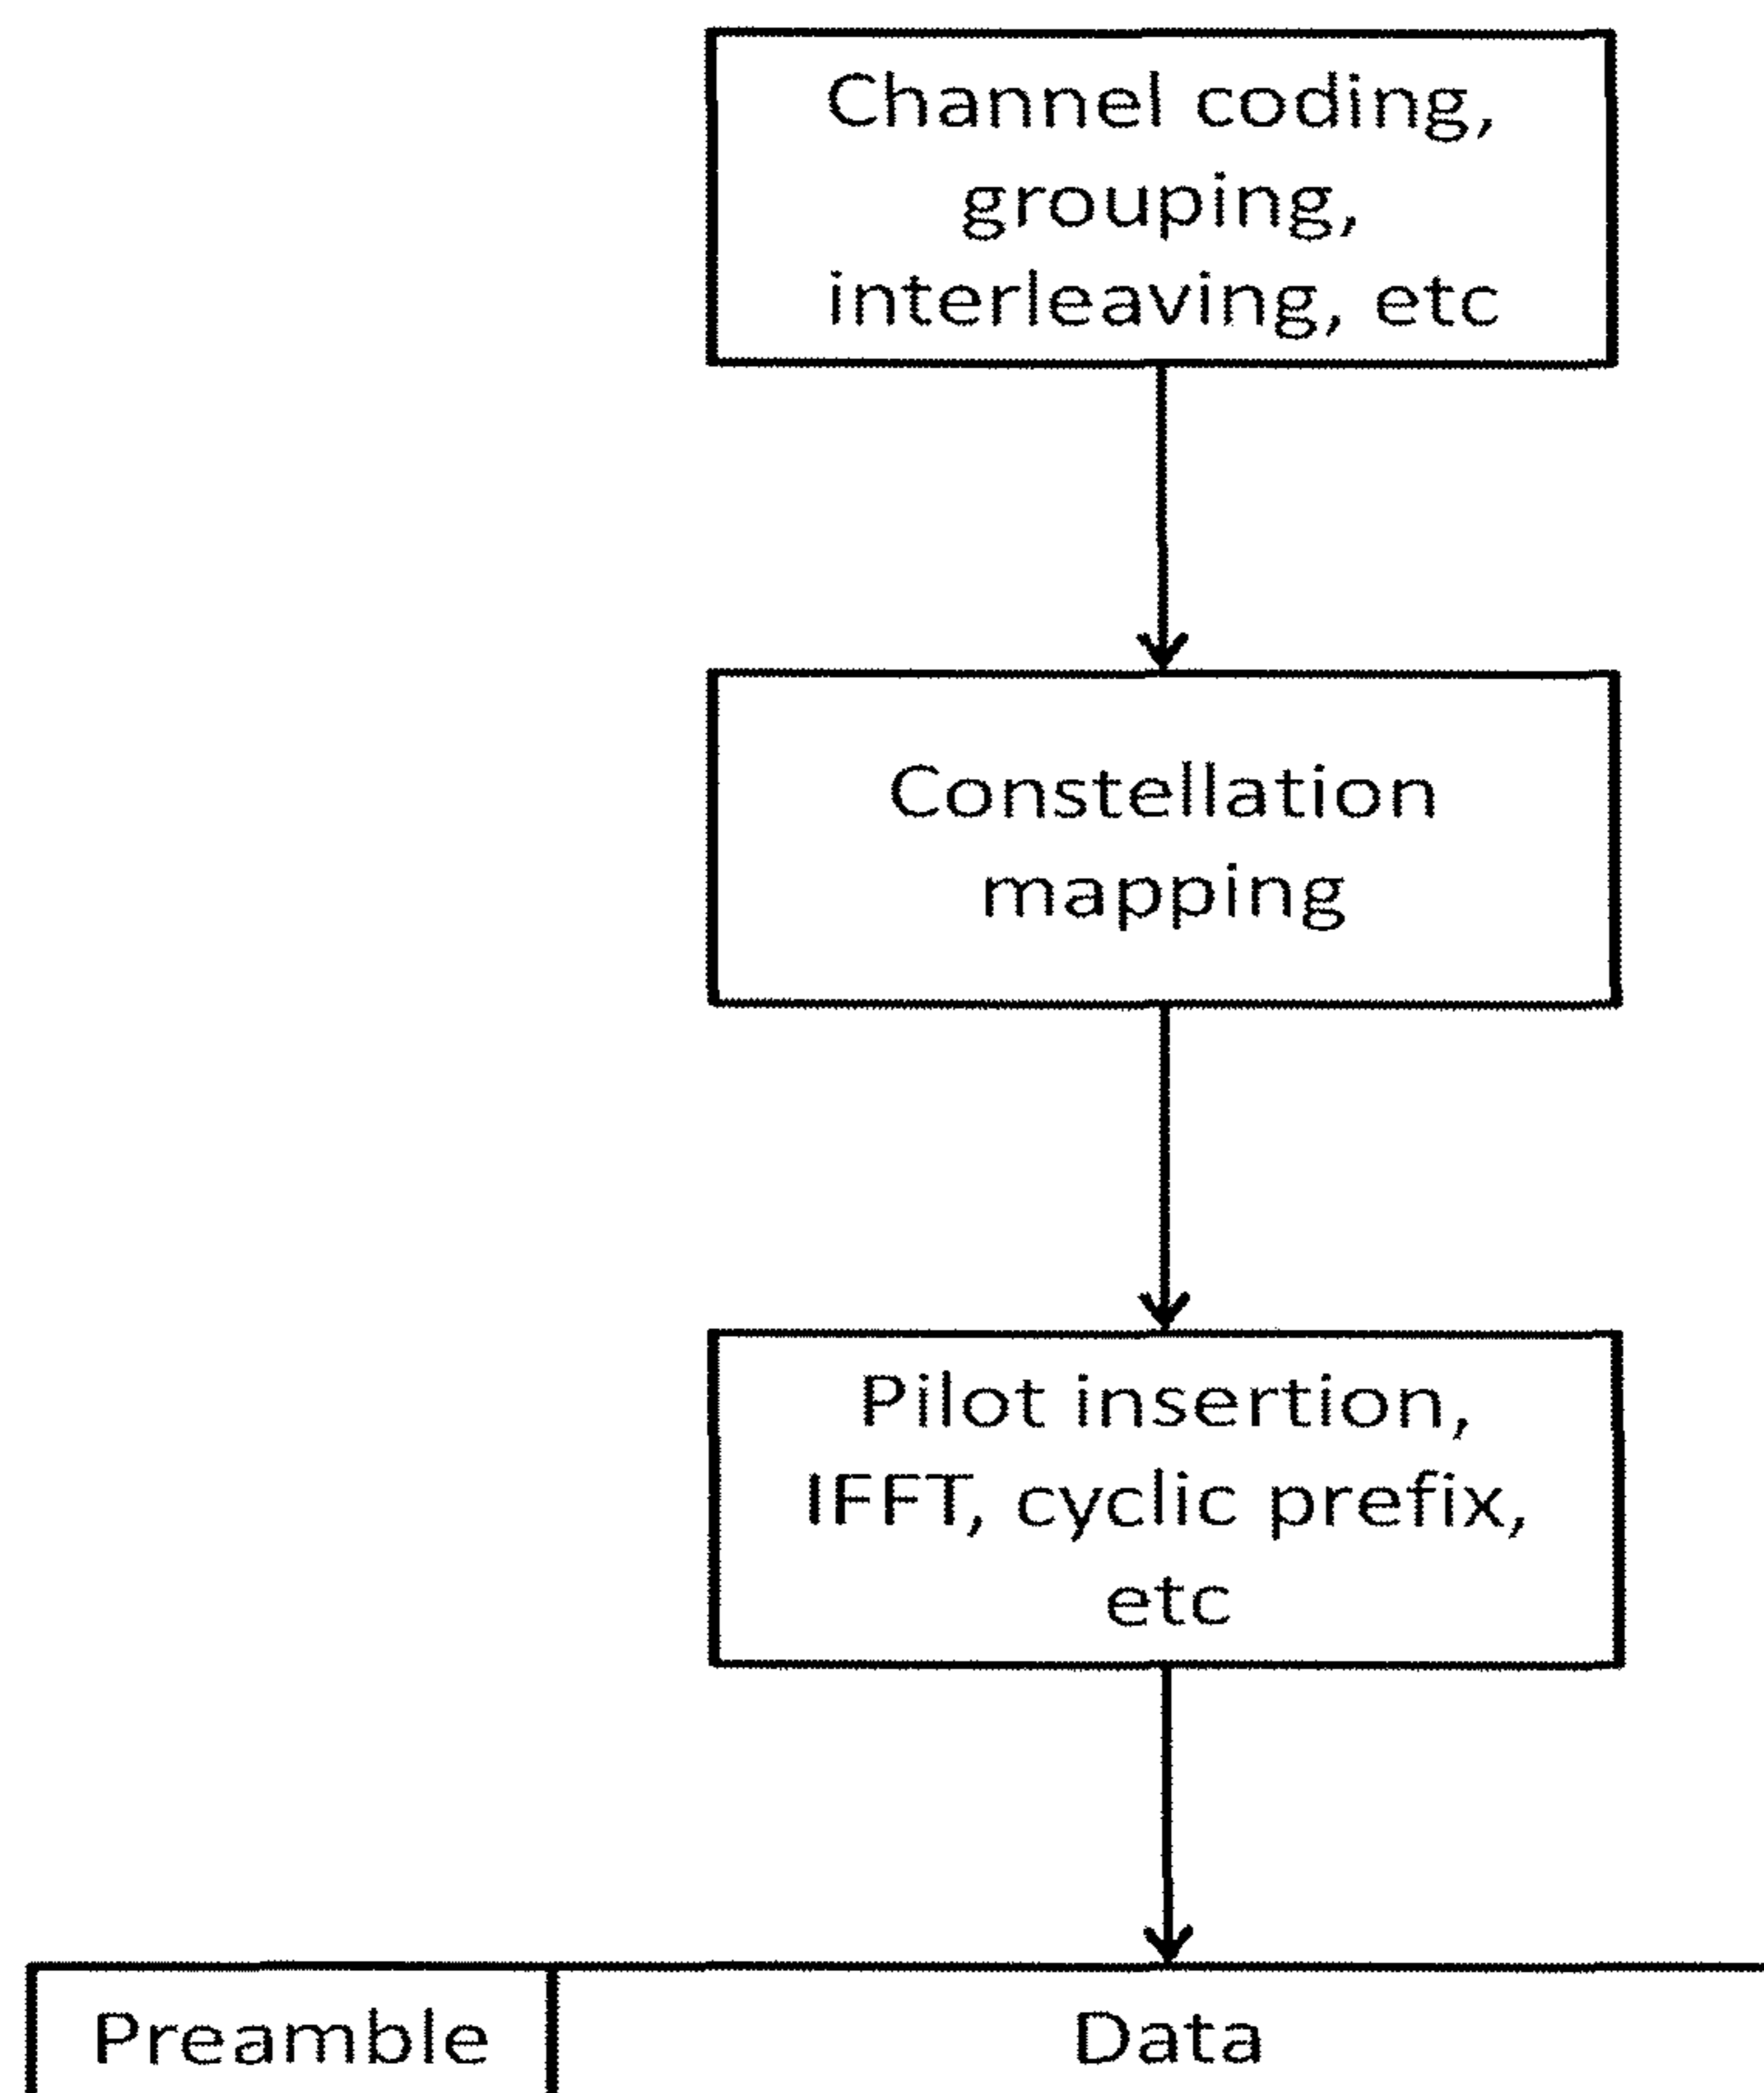 Channel coding,
grouping,
interleaving, etc
Constellation
mapping
Pilot insertion,
IFFT, cyclic prefix,
etc
Preamble
Data